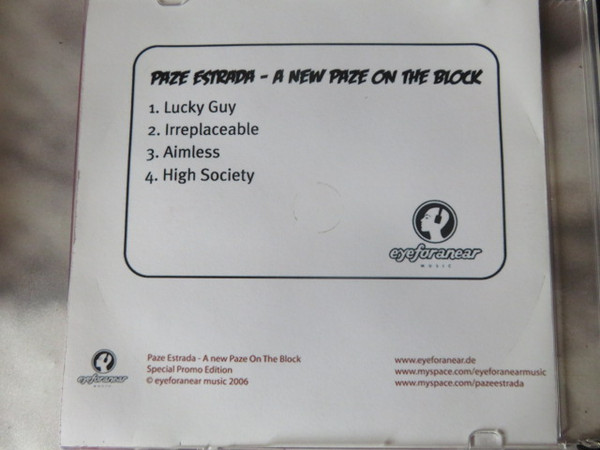 PAZE ESTRADA - A NEW PAZE ON THE BLOCK
1. Lucky Guy
2. Irreplaceable
3. Aimless
4. High Society
eyeforanear
MUSIC
eyeforanear
MUSIC
Paze Estrada - A new Paze On The Block
Special Promo Edition
© eyeforanear music 2006
www.eyeforanear.de
www.myspace.com/eyeforanearmusic
www.myspace.com/pazeestrada